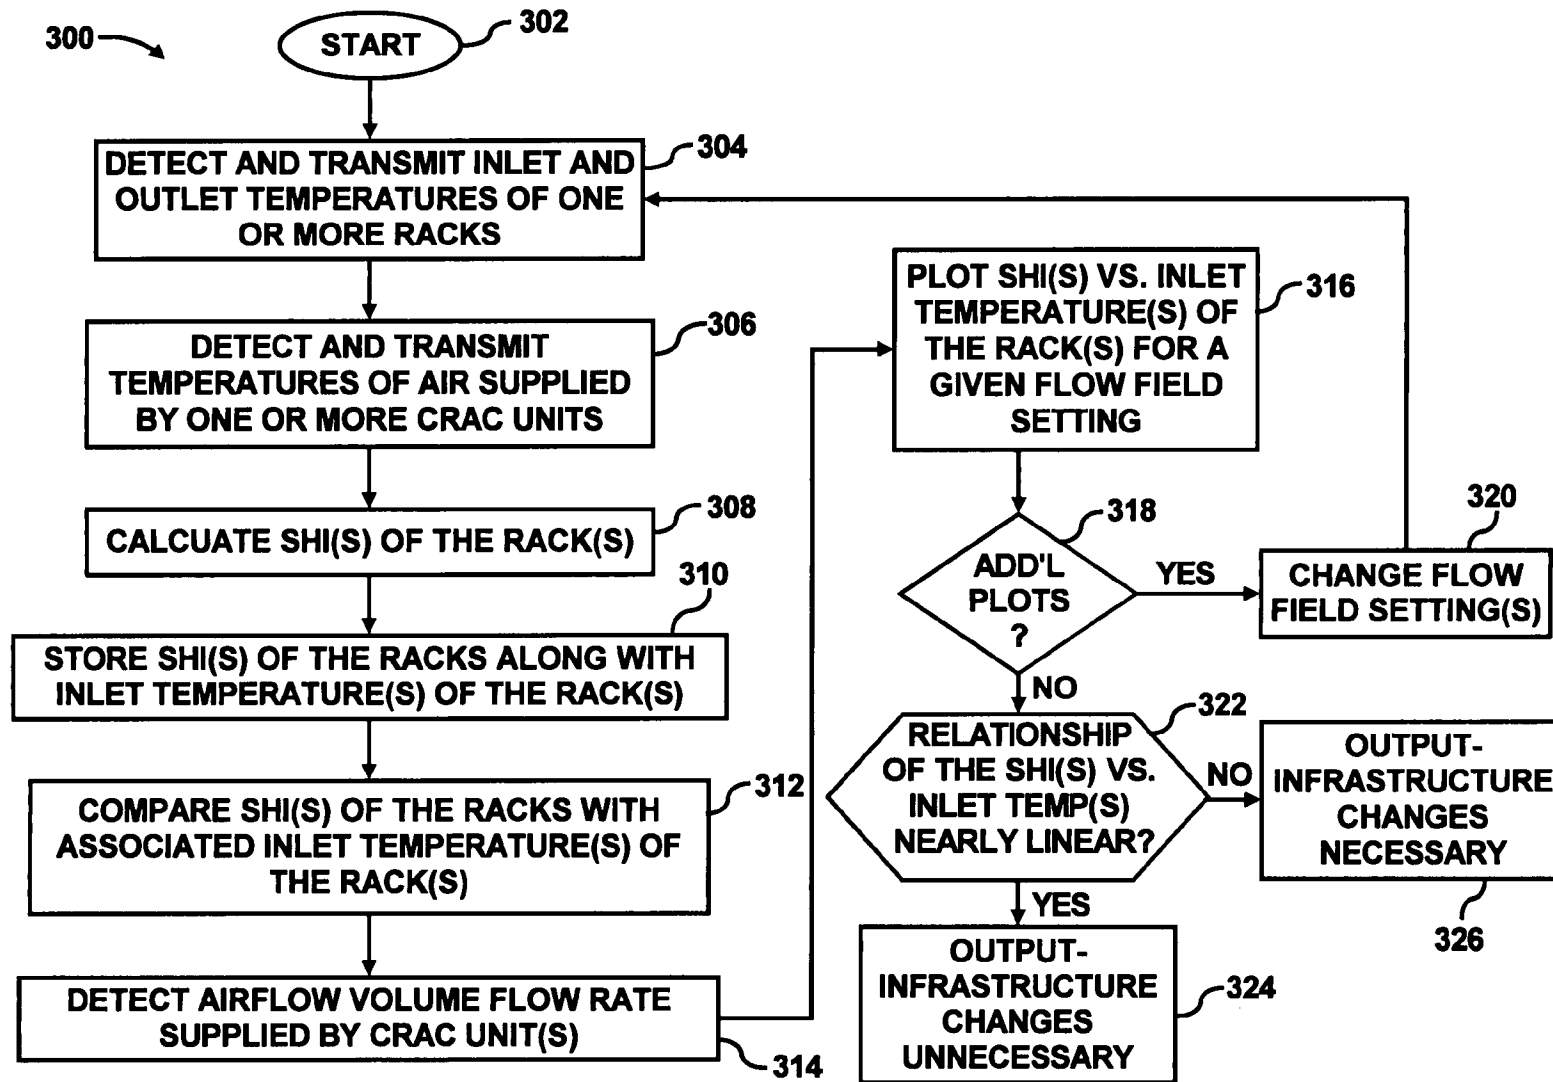 300
START
302
DETECT AND TRANSMIT INLET AND
OUTLET TEMPERATURES OF ONE
OR MORE RACKS
304
DETECT AND TRANSMIT
TEMPERATURES OF AIR SUPPLIED
BY ONE OR MORE CRAC UNITS
306
CALCUATE SHI(S) OF THE RACK(S)
308
310
STORE SHI(S) OF THE RACKS ALONG WITH
INLET TEMPERATURE(S) OF THE RACK(S)
COMPARE SHI(S) OF THE RACKS WITH
ASSOCIATED INLET TEMPERATURE(S) OF
THE RACK(S)
312
DETECT AIRFLOW VOLUME FLOW RATE
SUPPLIED BY CRAC UNIT(S)
314
PLOT SHI(S) VS. INLET
TEMPERATURE(S) OF
THE RACK(S) FOR A
GIVEN FLOW FIELD
SETTING
316
ADD'L
PLOTS
?
318
YES
CHANGE FLOW
FIELD SETTING(S)
320
NO
RELATIONSHIP
OF THE SHI(S) VS.
INLET TEMP(S)
NEARLY LINEAR?
322
NO
OUTPUT-
INFRASTRUCTURE
CHANGES
NECESSARY
326
YES
OUTPUT-
INFRASTRUCTURE
CHANGES
UNNECESSARY
324